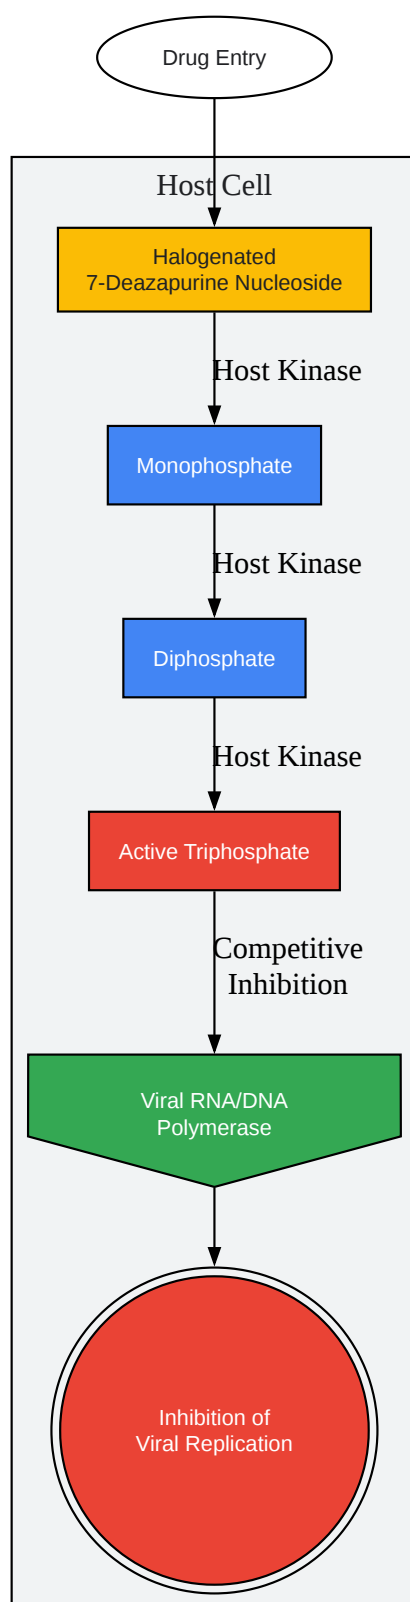 Drug Entry
Host Cell
Halogenated
7-Deazapurine Nucleoside
Host Kinase
Monophosphate
Host Kinase
Diphosphate
Host Kinase
Active Triphosphate
Competitive
Inhibition
Viral RNA/DNA
Polymerase
Inhibition of
Viral Replication